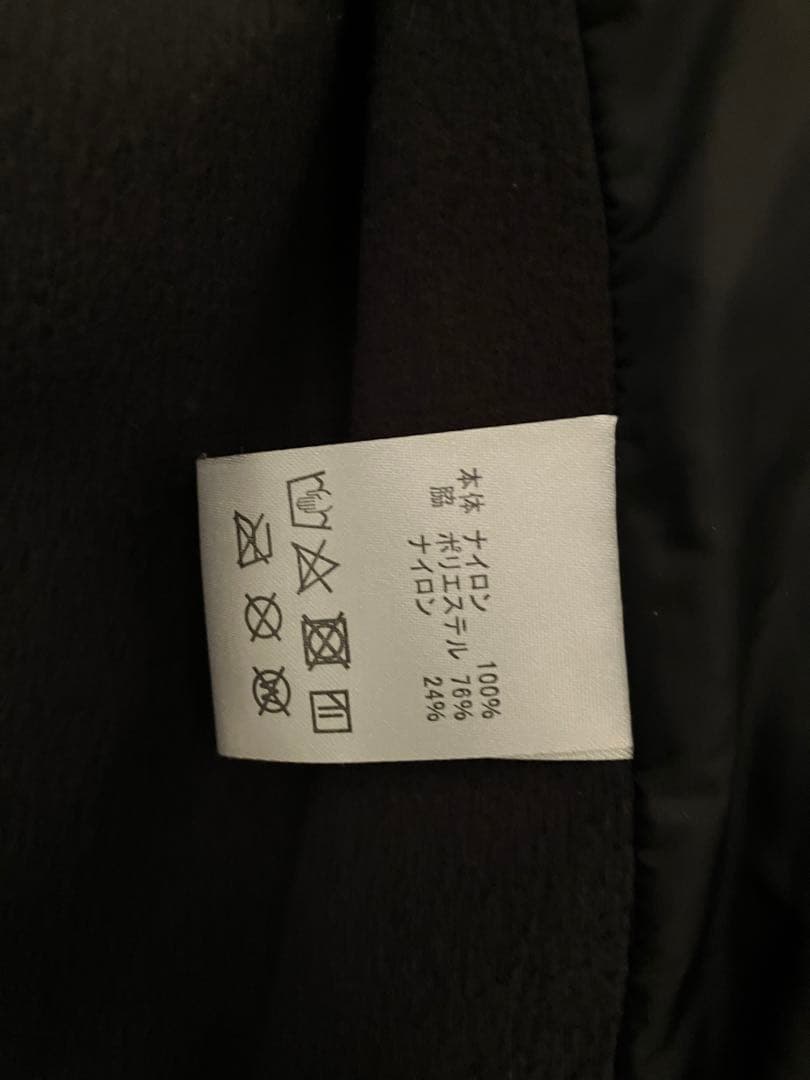 本体 ナイロン 100%
脇 ポリエステル 76%
ナイロン 24%